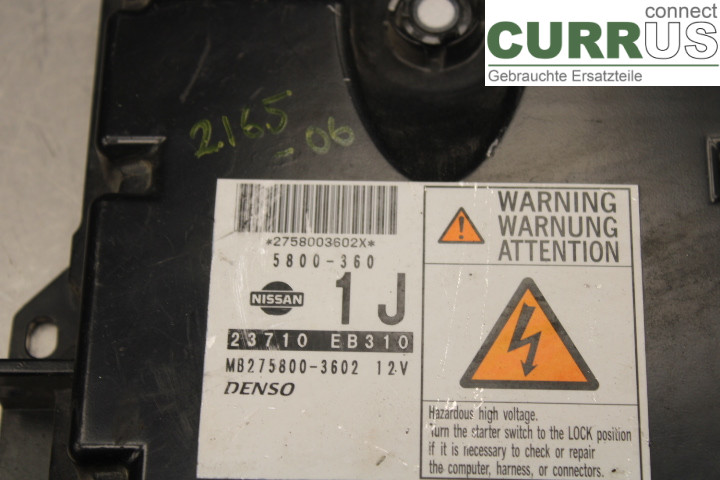 connect
CURRUS
Gebrauchte Ersatzteile
2165
-06
*2758003602X*
5800-360
NISSAN
1J
23710 EB310
MB275800-3602 12V
DENSO
WARNING
WARNUNG
ATTENTION
Hazardous high voltage.
Turn the starter switch to the LOCK position
if it is necessary to check or repair
the computer, harness, or connectors.